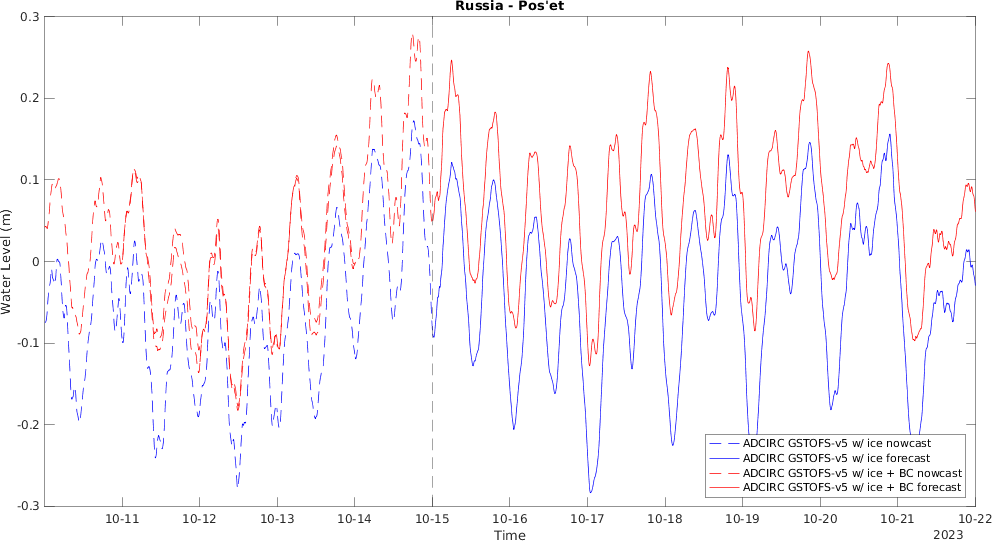 Russia - Pos'et
Water Level (m)
0.3
0.2
0.1
0
-0.1
-0.2
-0.3
10-11 10-12 10-13 10-14 10-15 10-16 10-17 10-18 10-19 10-20 10-21 10-22
Time
2023
ADCIRC GSTOFS-v5 w/ ice nowcast
ADCIRC GSTOFS-v5 w/ ice forecast
ADCIRC GSTOFS-v5 w/ ice + BC nowcast
ADCIRC GSTOFS-v5 w/ ice + BC forecast